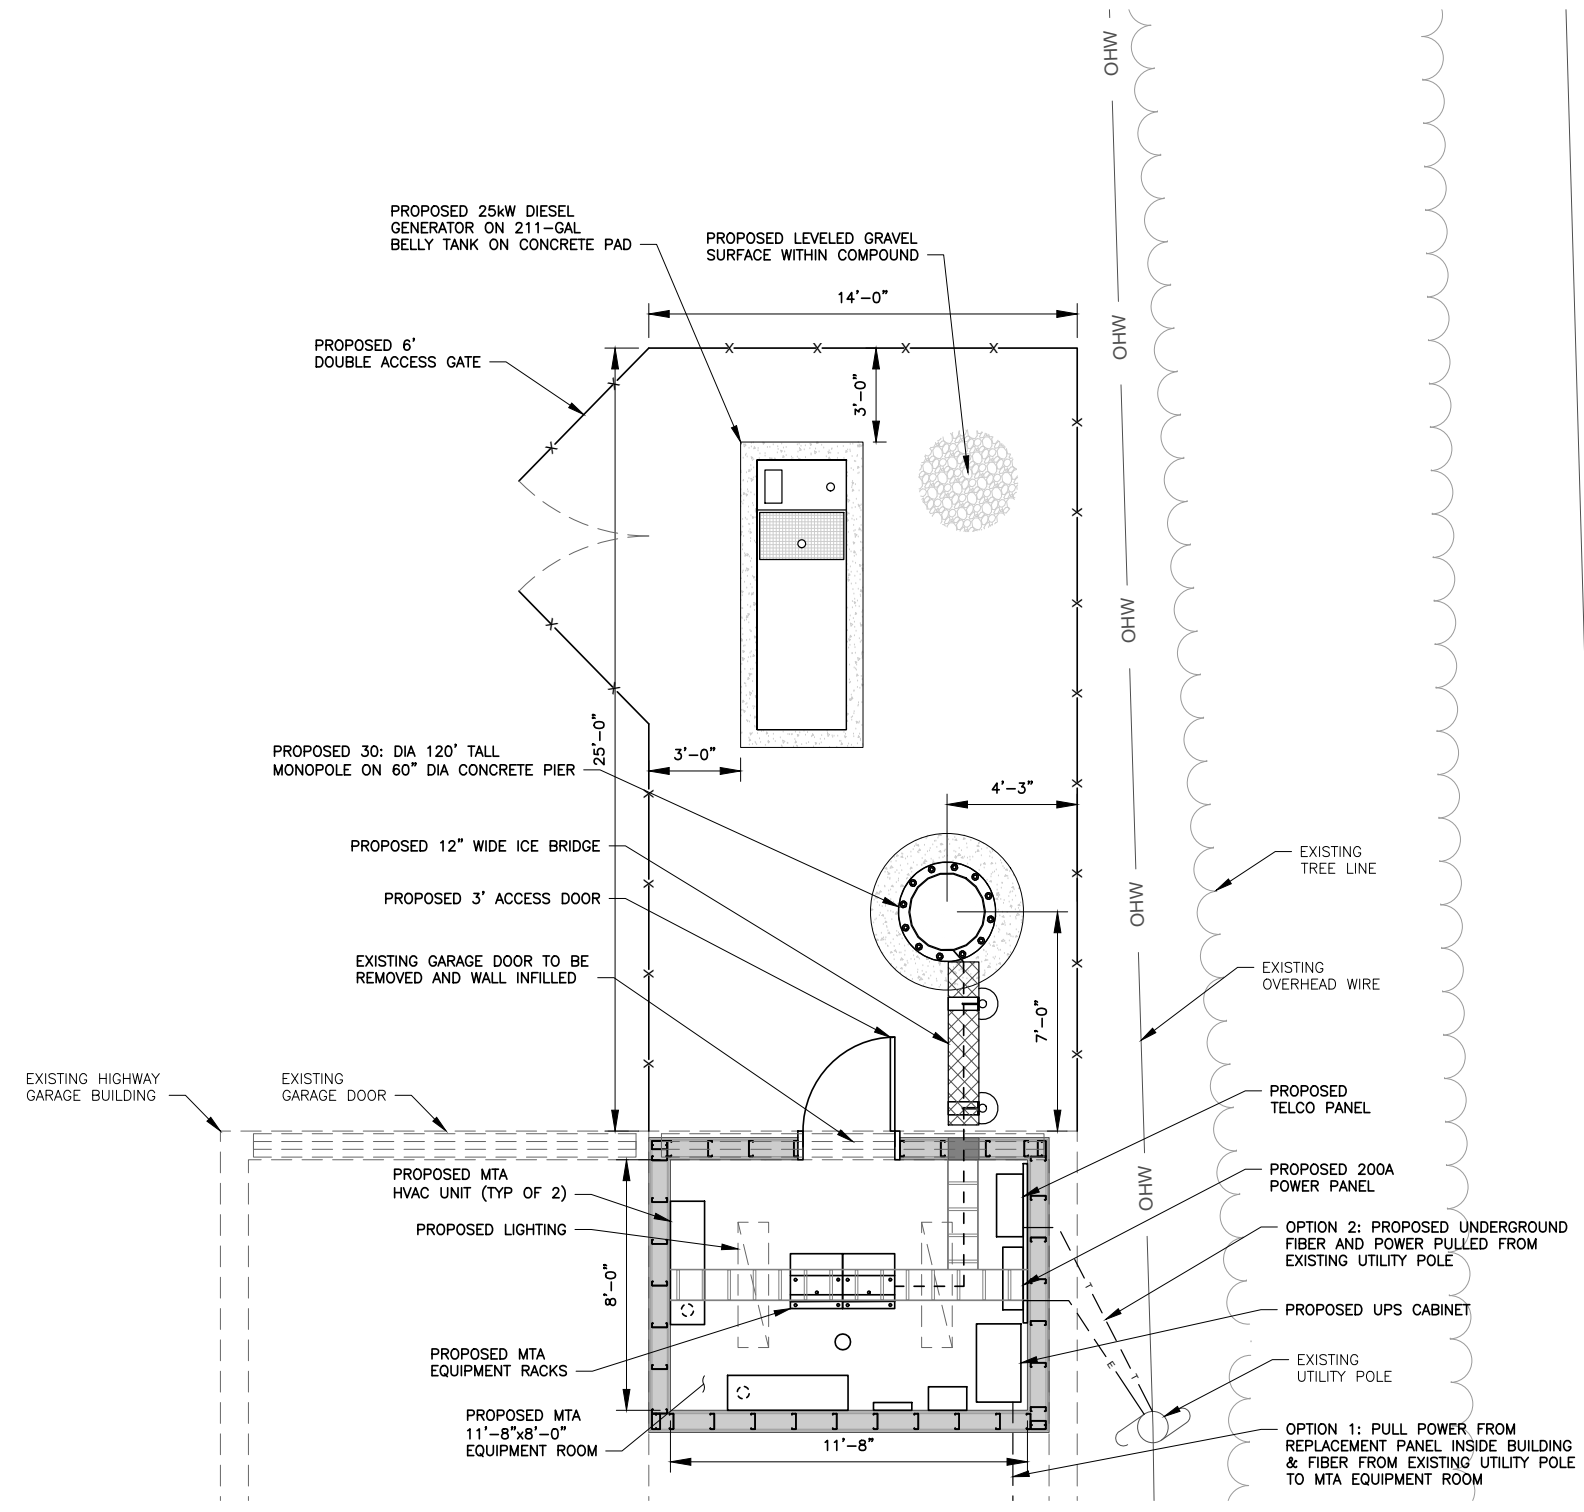 OHW
PROPOSED 25kW DIESEL
GENERATOR ON 211-GAL
BELLY TANK ON CONCRETE PAD
PROPOSED LEVELED GRAVEL
SURFACE WITHIN COMPOUND
14'-0"
OHW
PROPOSED 6'
DOUBLE ACCESS GATE
3'-0"
OHW
25'-0"
3'-0"
PROPOSED 30: DIA 120' TALL
MONOPOLE ON 60" DIA CONCRETE PIER
4'-3"
PROPOSED 12" WIDE ICE BRIDGE
EXISTING
TREE LINE
PROPOSED 3' ACCESS DOOR
OHW
EXISTING GARAGE DOOR TO BE
REMOVED AND WALL INFILLED
EXISTING
OVERHEAD WIRE
7'-0"
EXISTING HIGHWAY
GARAGE BUILDING
EXISTING
GARAGE DOOR
PROPOSED
TELCO PANEL
PROPOSED MTA
HVAC UNIT (TYP OF 2)
PROPOSED 200A
POWER PANEL
OHW
PROPOSED LIGHTING
OPTION 2: PROPOSED UNDERGROUND
FIBER AND POWER PULLED FROM
EXISTING UTILITY POLE
8'-0"
T
PROPOSED UPS CABINET
PROPOSED MTA
EQUIPMENT RACKS
E
T
EXISTING
UTILITY POLE
PROPOSED MTA
11'-8"x8'-0"
EQUIPMENT ROOM
11'-8"
OPTION 1: PULL POWER FROM
REPLACEMENT PANEL INSIDE BUILDING
& FIBER FROM EXISTING UTILITY POLE
TO MTA EQUIPMENT ROOM